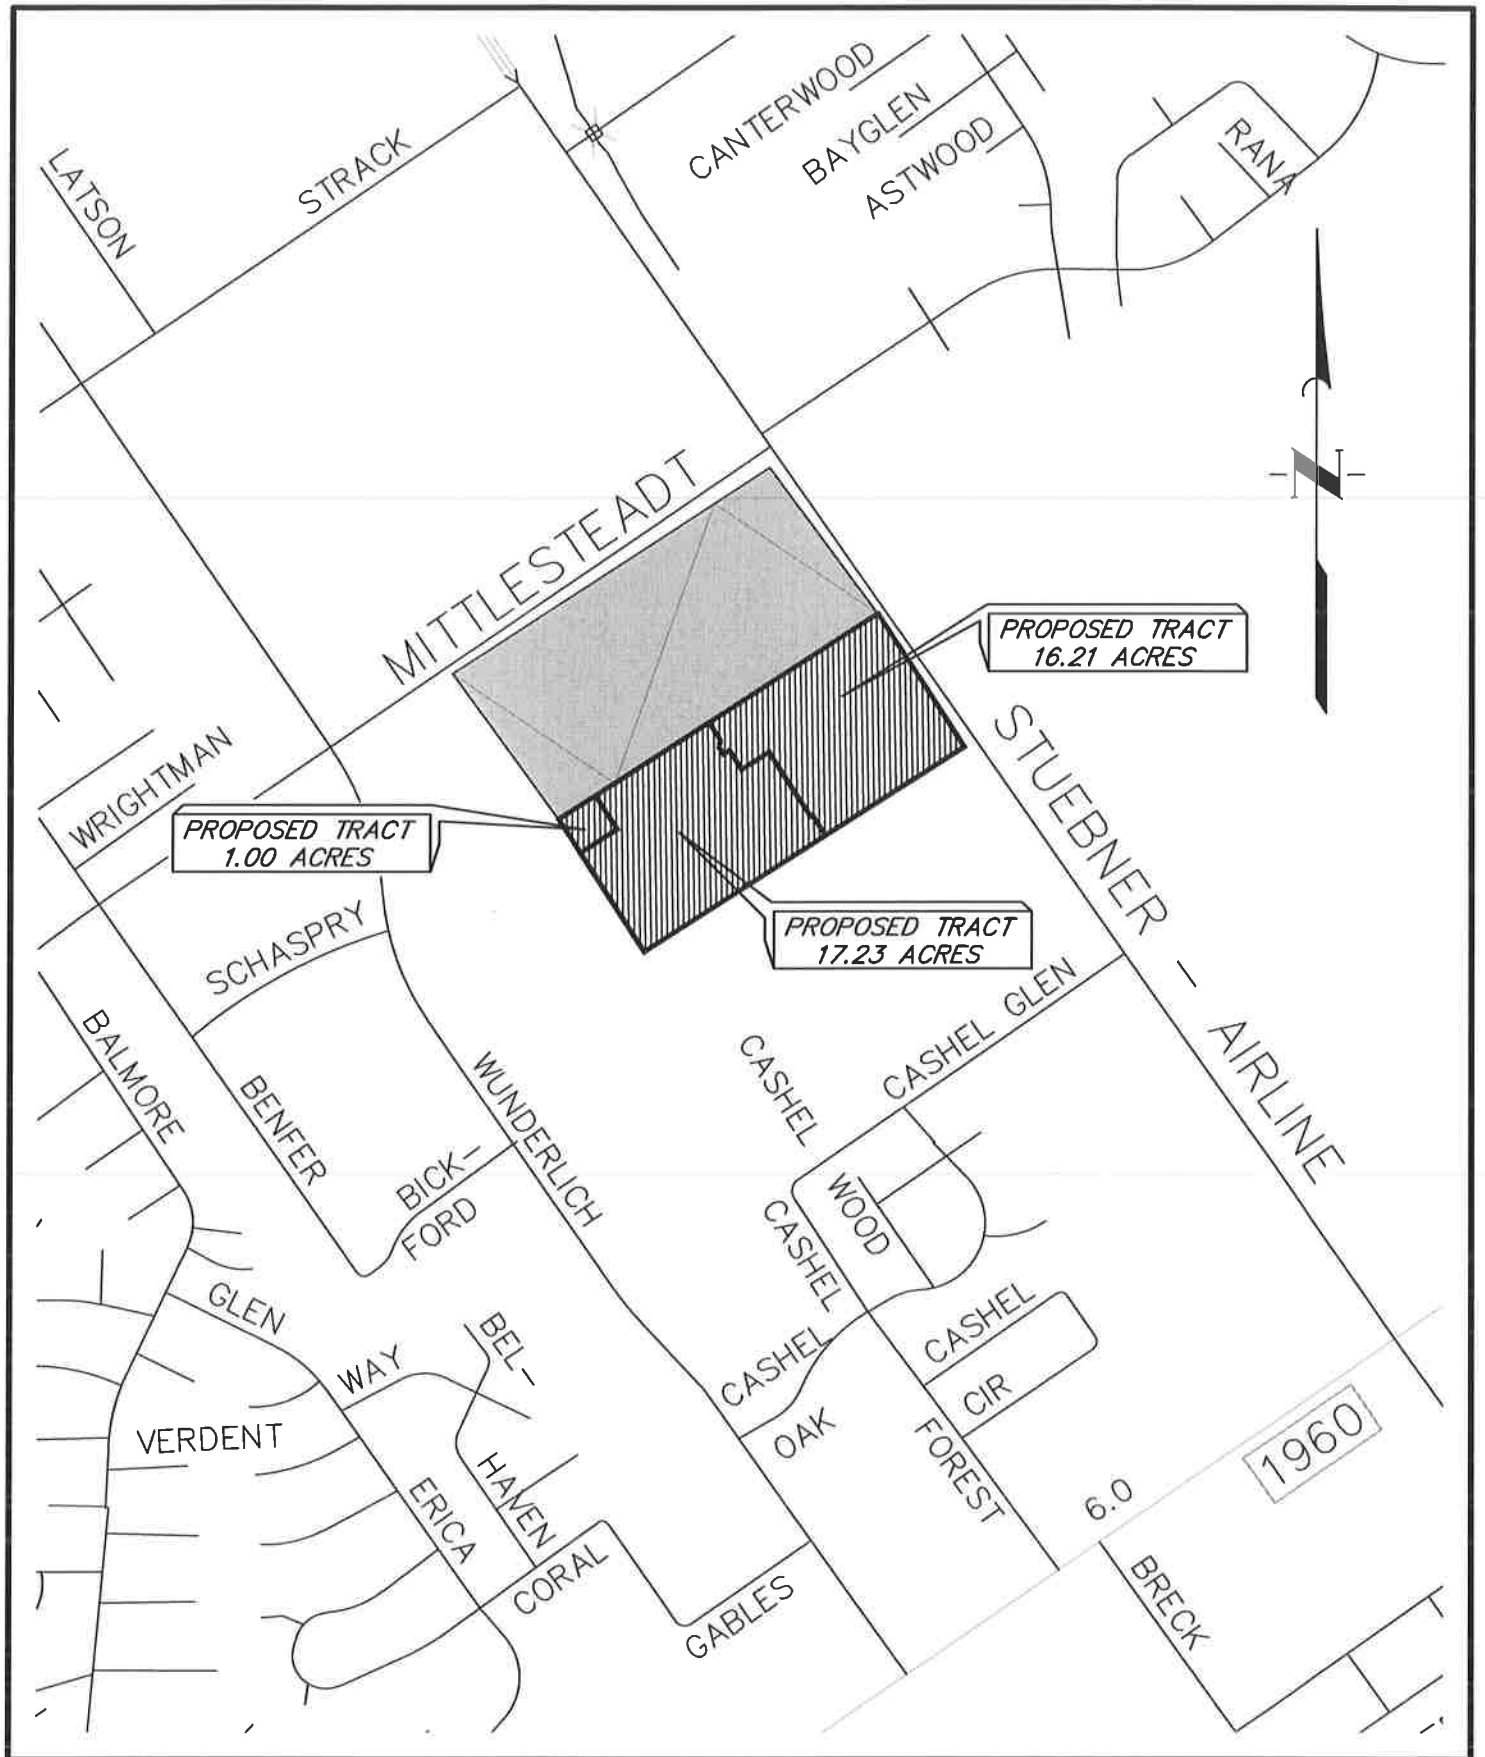 CANTERWOOD
BAYGLEN
ASTWOOD
RANA
LATSON
STRACK
N
MITTLESTEADT
PROPOSED TRACT
16.21 ACRES
STUEBNER - AIRLINE
WRIGHTMAN
PROPOSED TRACT
1.00 ACRES
PROPOSED TRACT
17.23 ACRES
SCHASPRY
CASHEL GLEN
BALMORE
BENFER
WUNDERLICH
CASHEL
WOOD
BICK-
FORD
CASHEL
FOREST
GLEN
WAY
BEL-
HAVEN
CASHEL
OAK
CASHEL
CIR
VERDENT
ERICA
1960
6.0
CORAL
GABLES
BRECK